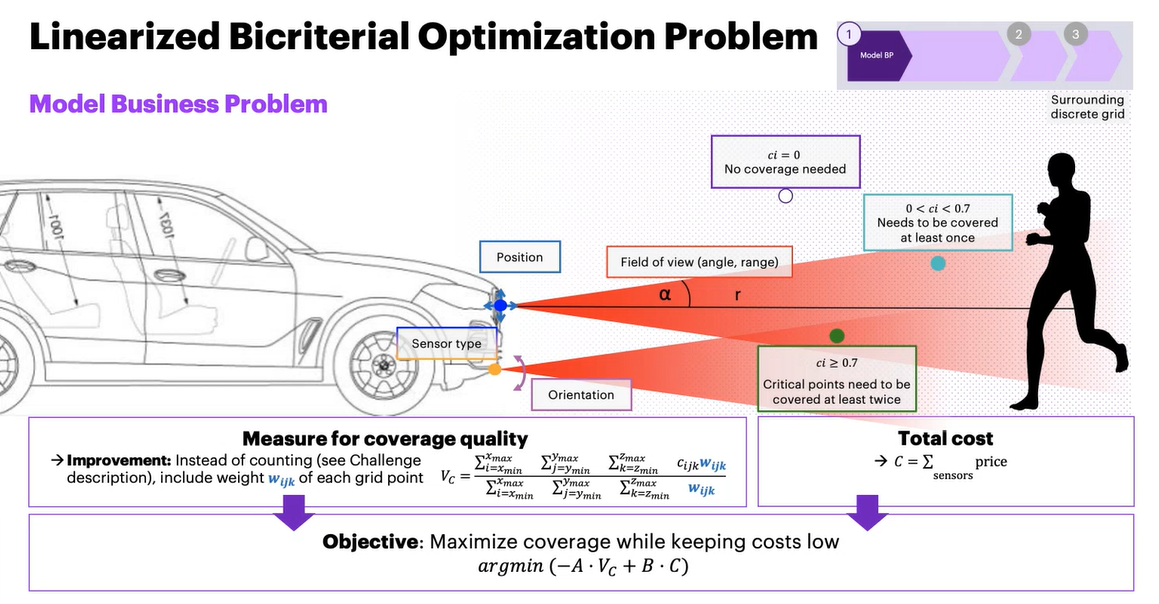 Linearized Bicriterial Optimization Problem
1
Model BP
2
3
Model Business Problem
Surrounding
discrete grid
ci = 0
No coverage needed
0 < ci < 0.7
Needs to be covered
at least once
Position
Field of view (angle, range)
α
r
1001
1037
Sensor type
ci ≥ 0.7
Critical points need to be
covered at least twice
Orientation
Measure for coverage quality
→ Improvement: Instead of counting (see Challenge
description), include weight w_{ijk} of each grid point
V_C = \frac{\sum_{i=x_{min}}^{x_{max}} \sum_{j=y_{min}}^{y_{max}} \sum_{k=z_{min}}^{z_{max}} c_{ijk} w_{ijk}}{\sum_{i=x_{min}}^{x_{max}} \sum_{j=y_{min}}^{y_{max}} \sum_{k=z_{min}}^{z_{max}} w_{ijk}}
Total cost
→ C = Σ_{sensors} price
Objective: Maximize coverage while keeping costs low
argmin (−A · V_C + B · C)